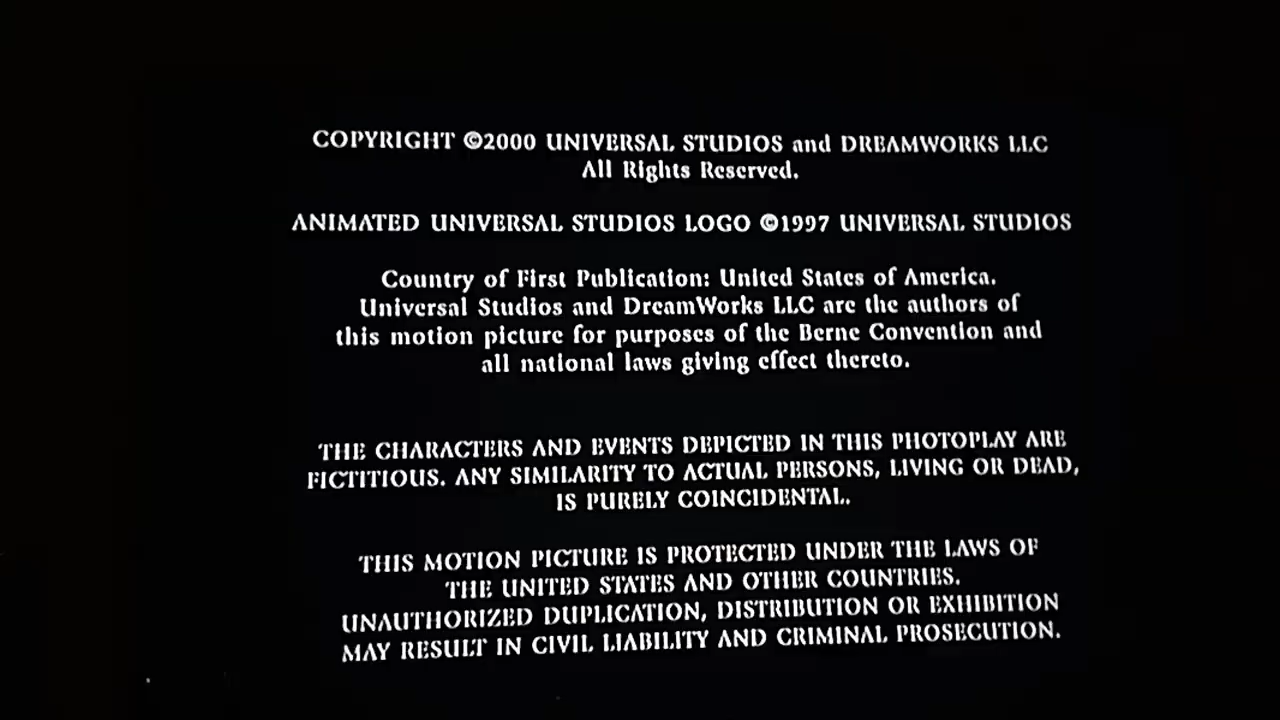 COPYRIGHT ©2000 UNIVERSAL STUDIOS and DREAMWORKS LLC
All Rights Reserved.
ANIMATED UNIVERSAL STUDIOS LOGO ©1997 UNIVERSAL STUDIOS
Country of First Publication: United States of America.
Universal Studios and DreamWorks LLC are the authors of
this motion picture for purposes of the Berne Convention and
all national laws giving effect thereto.
THE CHARACTERS AND EVENTS DEPICTED IN THIS PHOTOPLAY ARE
FICTITIOUS. ANY SIMILARITY TO ACTUAL PERSONS, LIVING OR DEAD,
IS PURELY COINCIDENTAL.
THIS MOTION PICTURE IS PROTECTED UNDER THE LAWS OF
THE UNITED STATES AND OTHER COUNTRIES.
UNAUTHORIZED DUPLICATION, DISTRIBUTION OR EXHIBITION
MAY RESULT IN CIVIL LIABILITY AND CRIMINAL PROSECUTION.